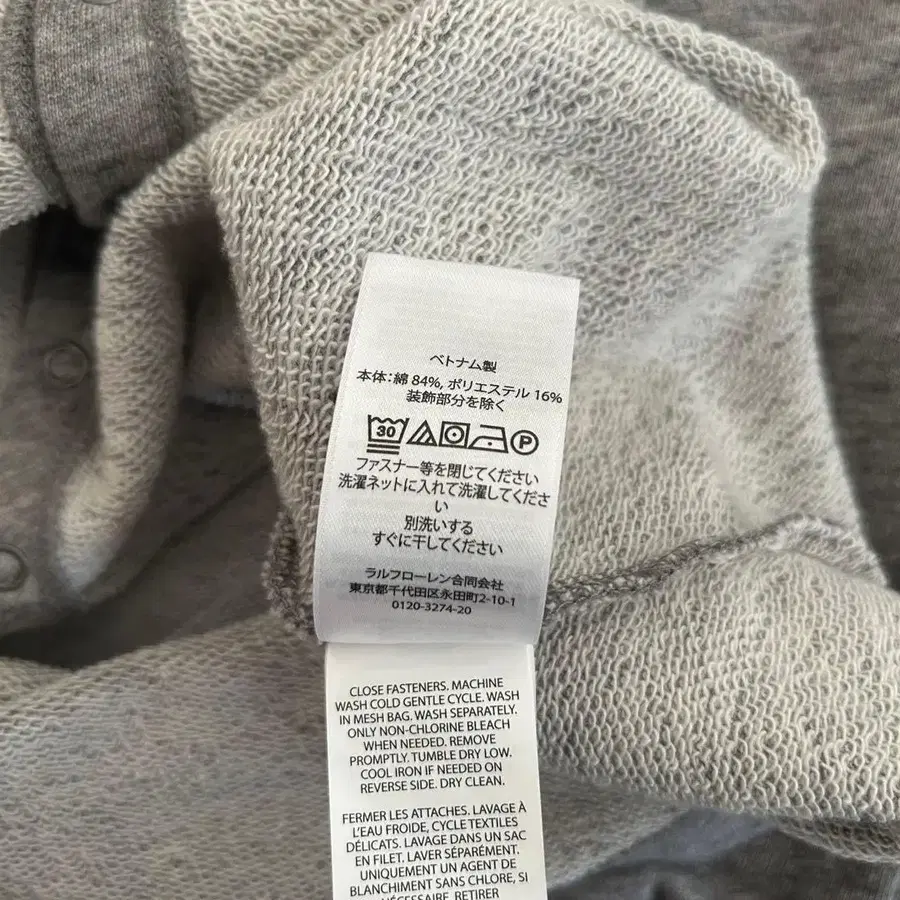 ベトナム製
本体:綿 84%, ポリエステル 16%
装飾部分を除く
30 P
ファスナー等を閉じてください
洗濯ネットに入れて洗濯してくださ
い
別洗いする
すぐに干してください
ラルフローレン合同会社
東京都千代田区永田町2-10-1
0120-3274-20
CLOSE FASTENERS. MACHINE
WASH COLD GENTLE CYCLE. WASH
IN MESH BAG. WASH SEPARATELY.
ONLY NON-CHLORINE BLEACH
WHEN NEEDED. REMOVE
PROMPTLY. TUMBLE DRY LOW.
COOL IRON IF NEEDED ON
REVERSE SIDE. DRY CLEAN.
FERMER LES ATTACHES. LAVAGE À
L'EAU FROIDE, CYCLE TEXTILES
DÉLICATS. LAVAGE DANS UN SAC
EN FILET. LAVER SÉPARÉMENT.
UNIQUEMENT UN AGENT DE
BLANCHIMENT SANS CHLORE, SI
NÉCESSAIRE. RETIRER